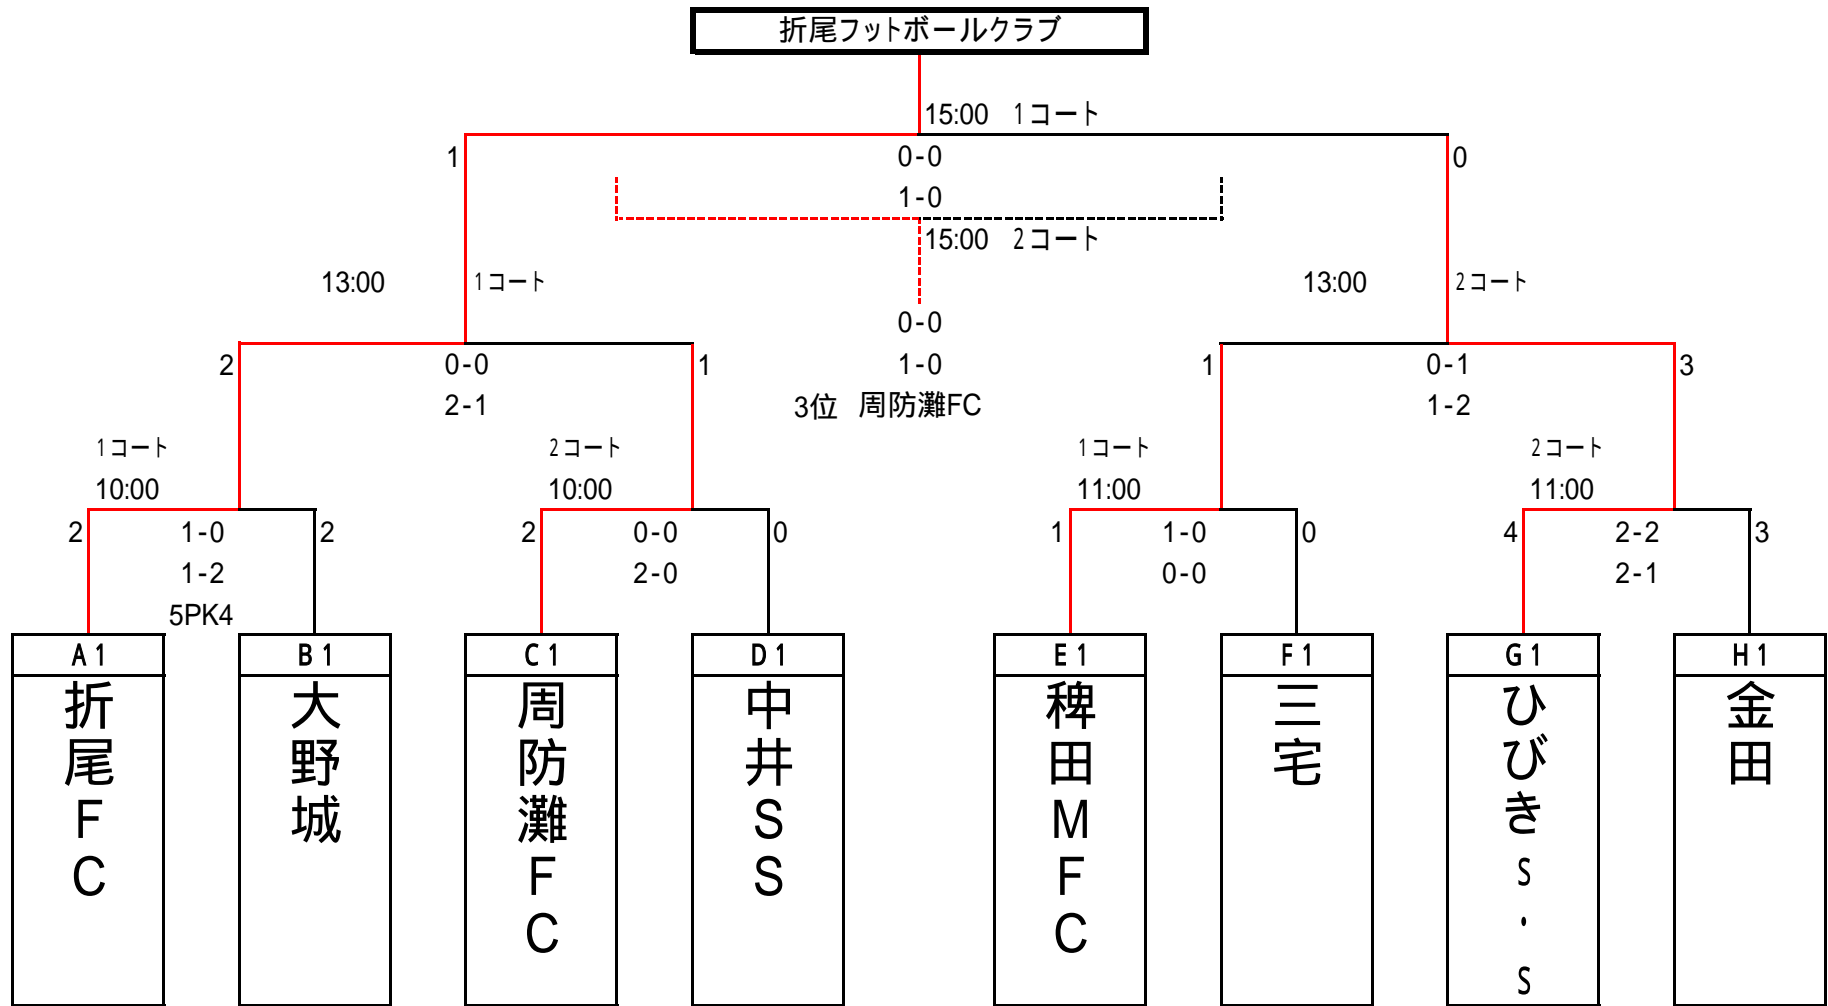 折尾フットボールクラブ
15:00 1コート
1 0-0 0
1-0
15:00 2コート
13:00 1コート 13:00 2コート
0-0
2 0-0 1 1-0 1 0-1 3
2-1 3位 周防灘FC 1-2
1コート 2コート 1コート 2コート
10:00 10:00 11:00 11:00
2 1-0 2 2 0-0 0 1 1-0 0 4 2-2 3
1-2 2-0 0-0 2-1
5PK4
A1 B1 C1 D1 E1 F1 G1 H1
折尾FC
大野城
周防灘FC
中井SS
稗田MFC
三宅
ひびきS・S
金田